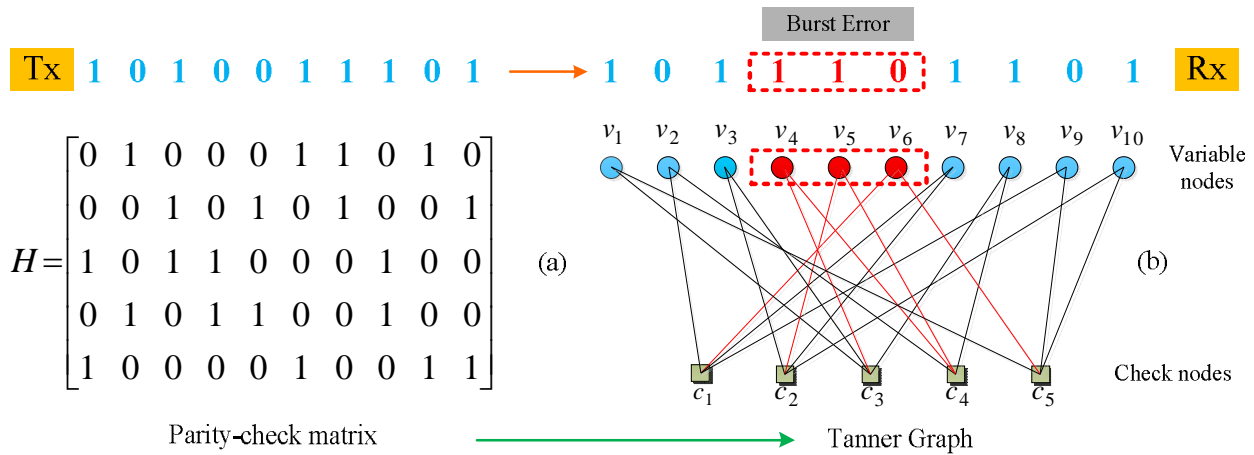 Burst Error
Tx 1 0 1 0 0 1 1 1 0 1 1 0 1 1 1 0 1 1 0 1 Rx
v1 v2 v3 v4 v5 v6 v7 v8 v9 v10
Variable nodes
H =
0 1 0 0 0 1 1 0 1 0
0 0 1 0 1 0 1 0 0 1
1 0 1 1 0 0 0 1 0 0
0 1 0 1 1 0 0 1 0 0
1 0 0 0 0 1 0 0 1 1
(a)
(b)
c1 c2 c3 c4 c5
Check nodes
Parity-check matrix
Tanner Graph